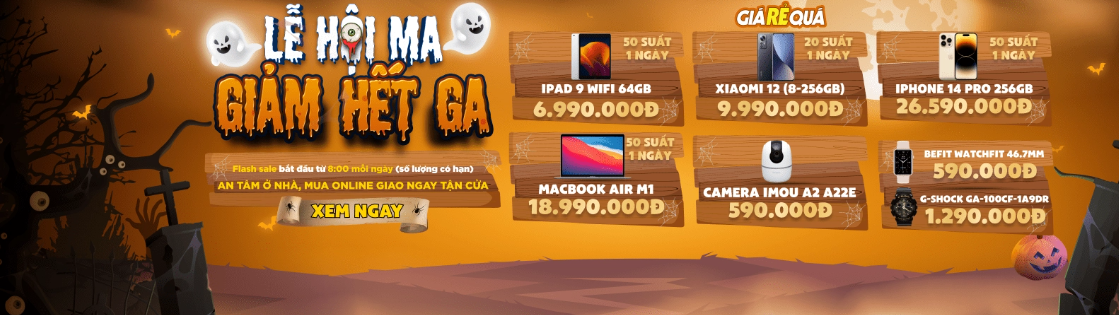 LỄ HỘI MA
GIẢM HẾT GA
Flash sale bắt đầu từ 8:00 mỗi ngày (số lượng có hạn)
AN TÂM Ở NHÀ, MUA ONLINE GIAO NGAY TẬN CỬA
XEM NGAY
GIÁ RẺ QUÁ
50 SUẤT
1 NGÀY
IPAD 9 WIFI 64GB
6.990.000Đ
20 SUẤT
1 NGÀY
XIAOMI 12 (8-256GB)
9.990.000Đ
50 SUẤT
1 NGÀY
IPHONE 14 PRO 256GB
26.590.000Đ
50 SUẤT
1 NGÀY
MACBOOK AIR M1
18.990.000Đ
CAMERA IMOU A2 A22E
590.000Đ
BEFIT WATCHFIT 46.7MM
590.000Đ
G-SHOCK GA-100CF-1A9DR
1.290.000Đ